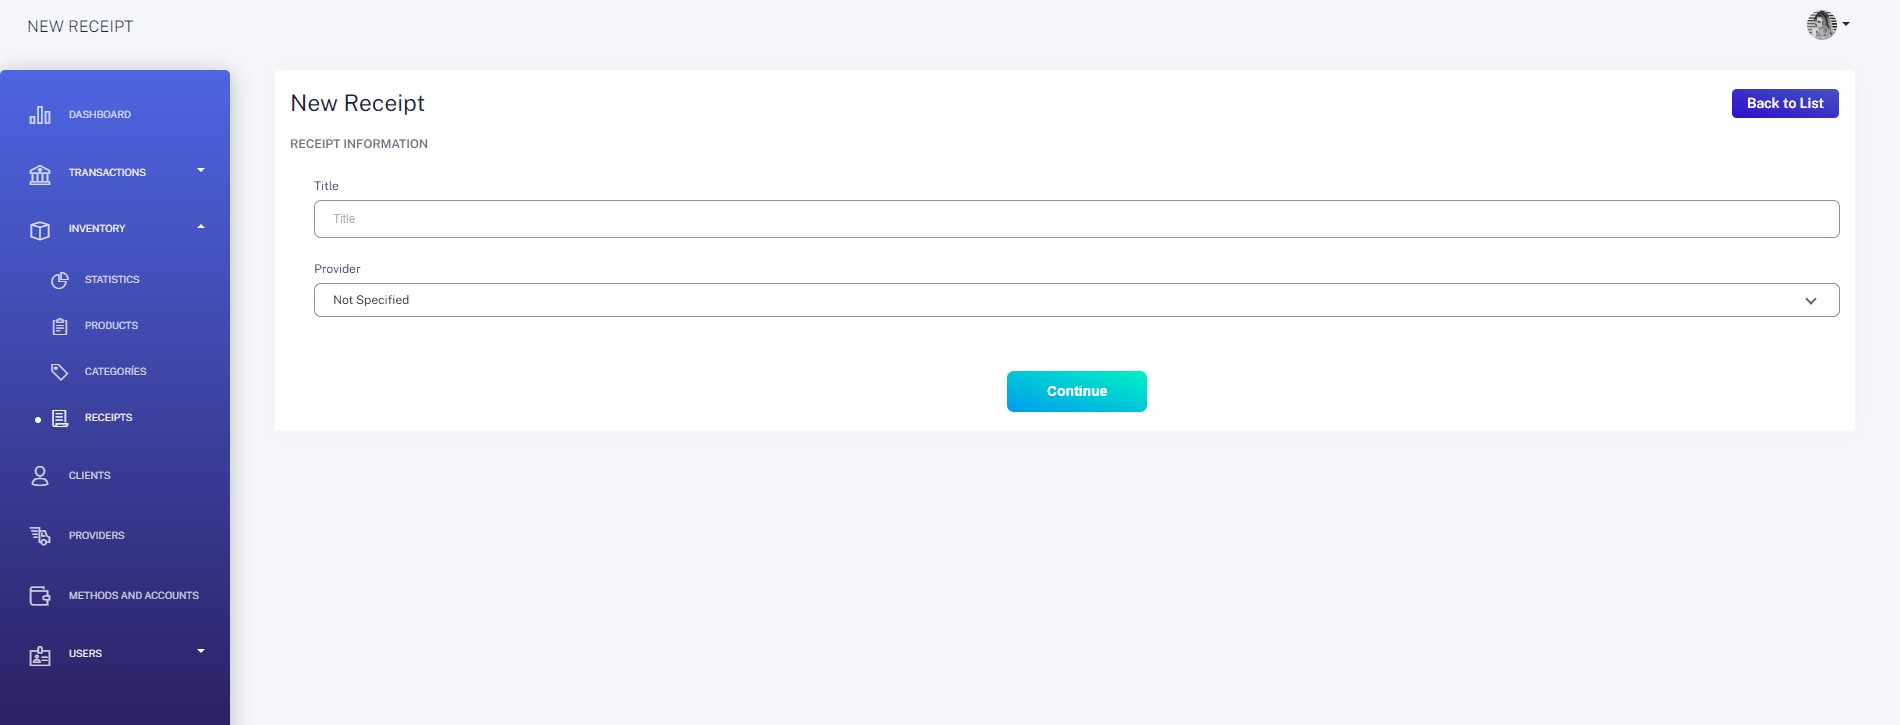 NEW RECEIPT
DASHBOARD
TRANSACTIONS
INVENTORY
STATISTICS
PRODUCTS
CATEGORÍES
RECEIPTS
CLIENTS
PROVIDERS
METHODS AND ACCOUNTS
USERS
New Receipt
Back to List
RECEIPT INFORMATION
Title
Title
Provider
Not Specified
Continue